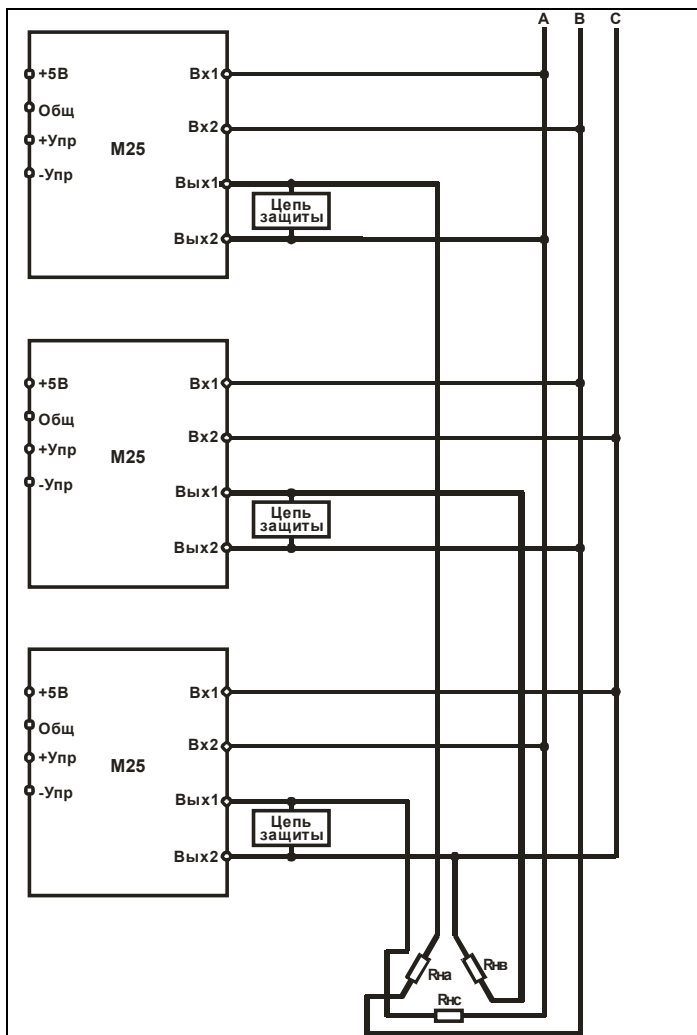 A B C
+5В Вх1
Общ
Вх2
+Упр
М25
-Упр
Вых1
Цепь
защиты
Вых2
+5В Вх1
Общ
Вх2
+Упр
М25
-Упр
Вых1
Цепь
защиты
Вых2
+5В Вх1
Общ
Вх2
+Упр
М25
-Упр
Вых1
Цепь
защиты
Вых2
Rна Rнв
Rнс